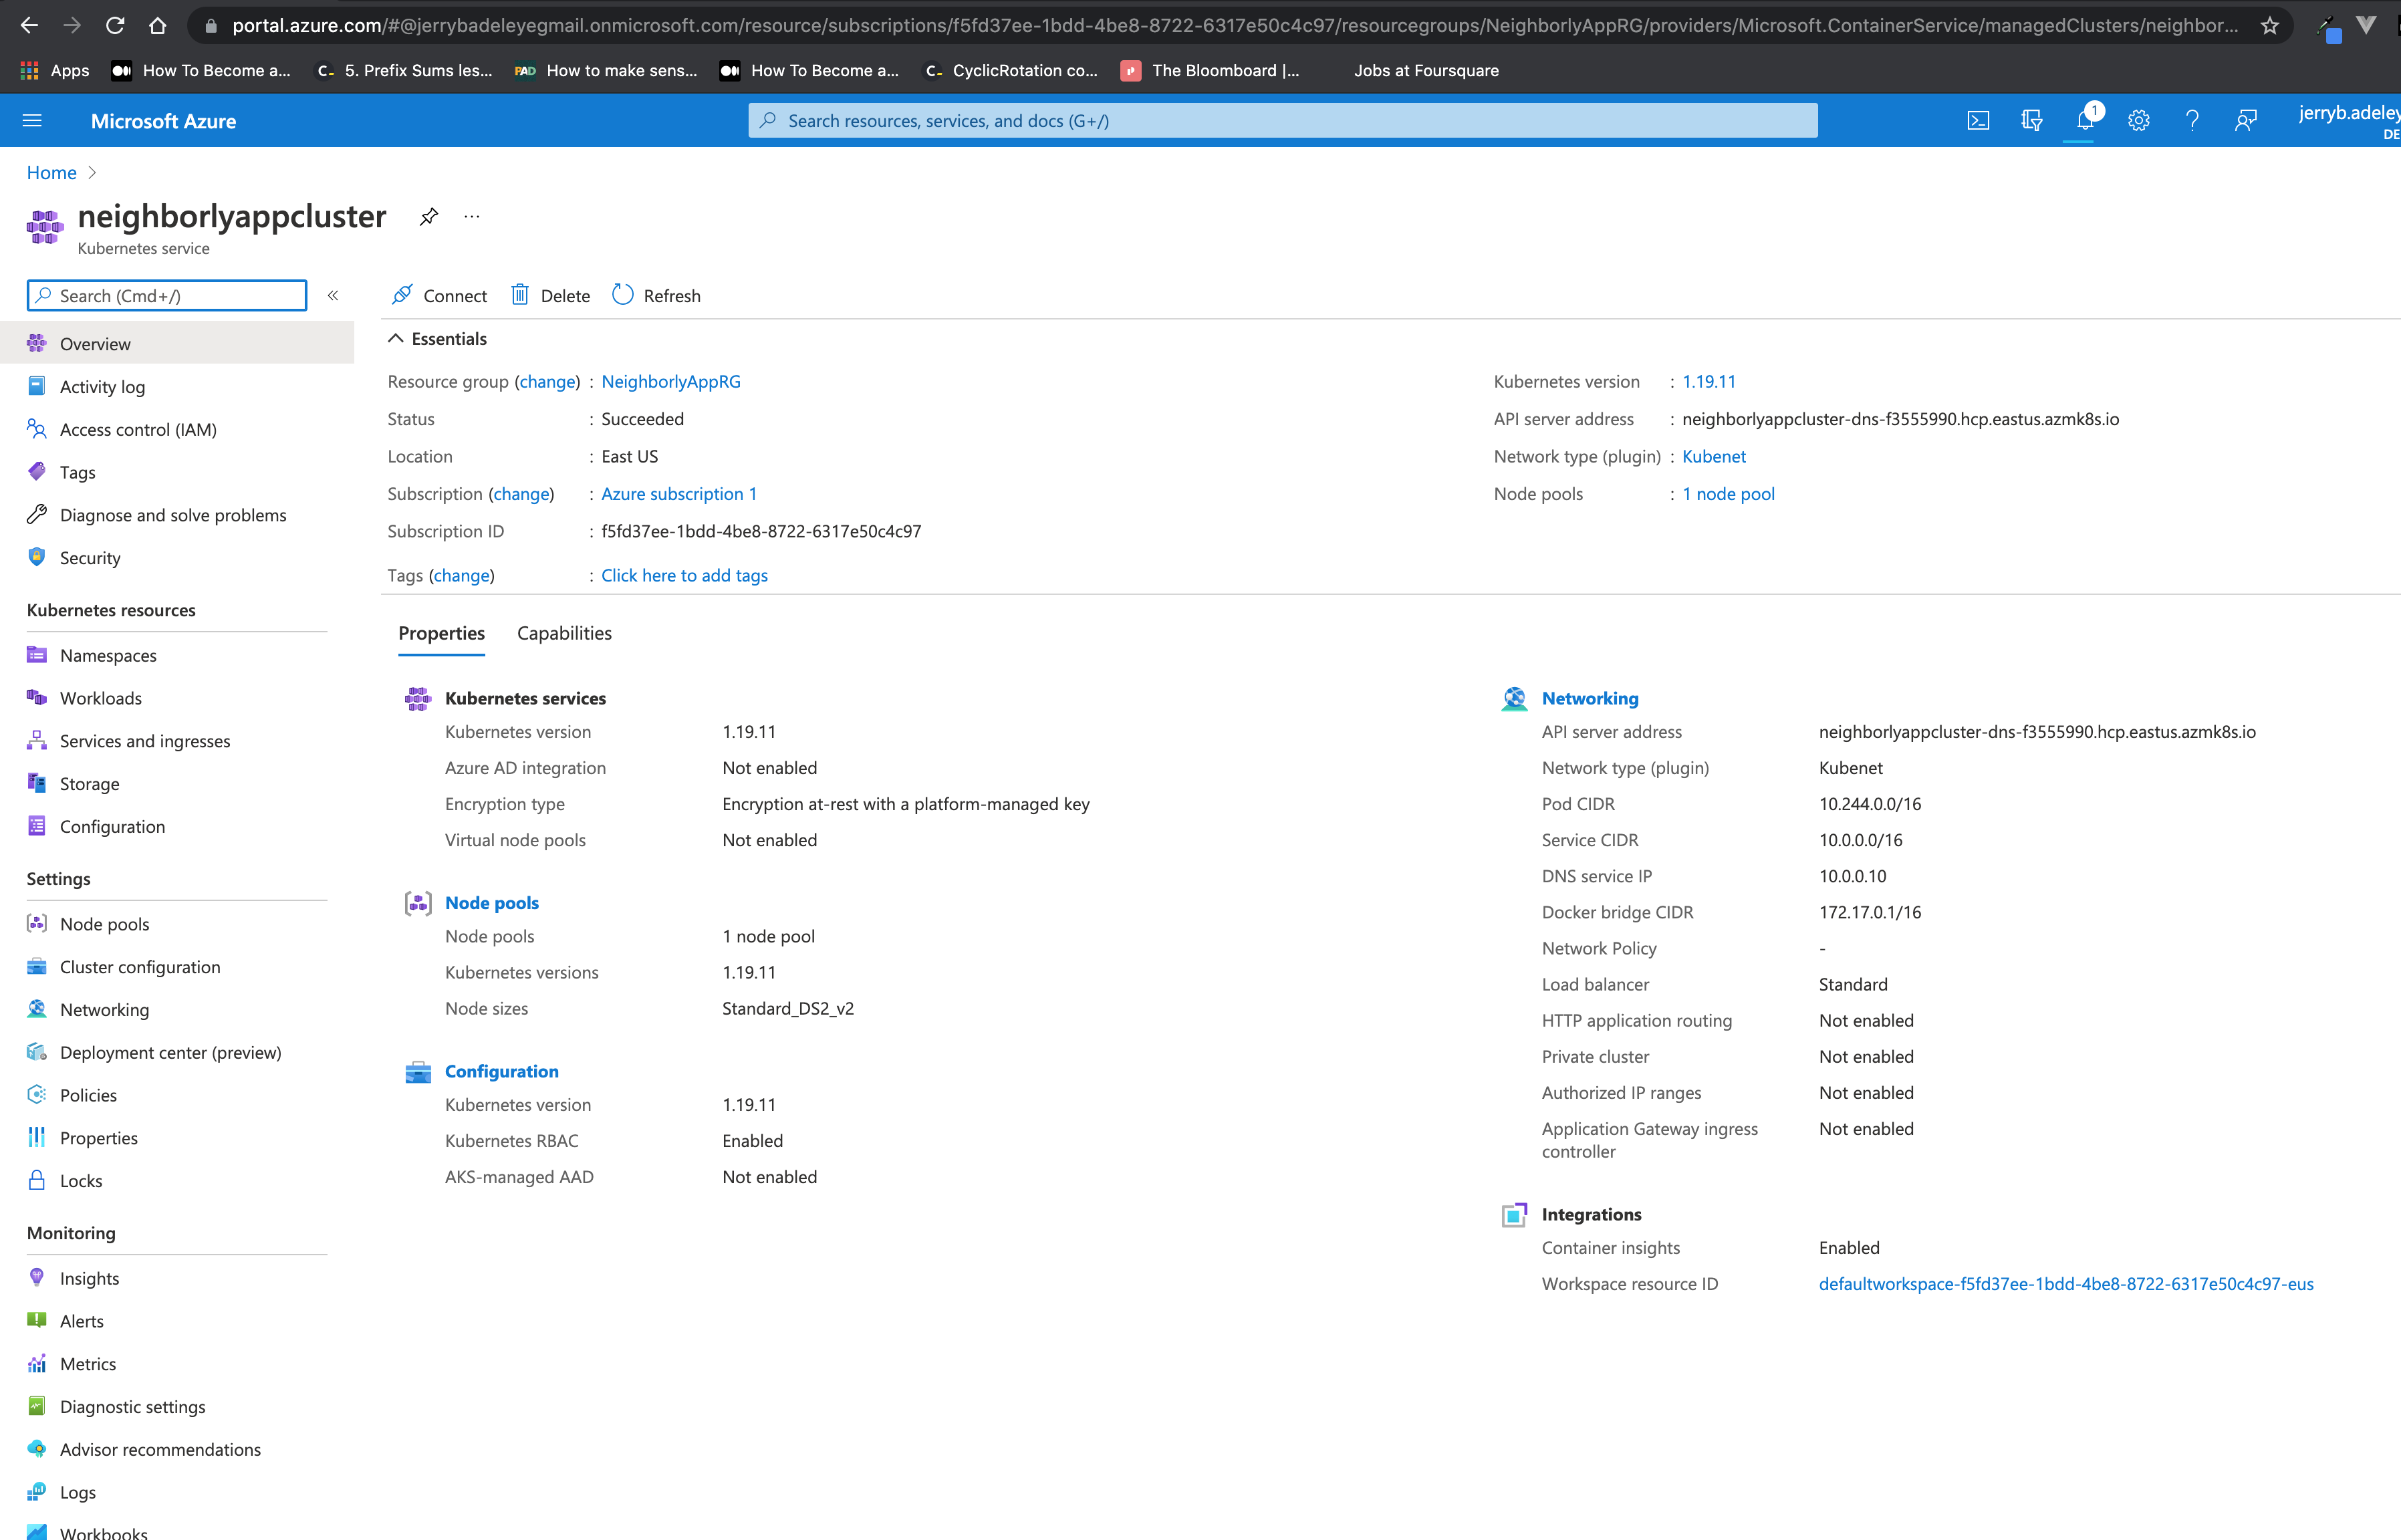 portal.azure.com/#@jerrybadeleyegmail.onmicrosoft.com/resource/subscriptions/f5fd37ee-1bdd-4be8-8722-6317e50c4c97/resourcegroups/NeighborlyAppRG/providers/Microsoft.ContainerService/managedClusters/neighbor...
Apps How To Become a... C- 5. Prefix Sums les... PAD How to make sens... How To Become a... C- CyclicRotation co... The Bloomboard |... Jobs at Foursquare
Microsoft Azure Search resources, services, and docs (G+/) 1 jerryb.adeley
DE
Home >
neighborlyappcluster ...
Kubernetes service
Search (Cmd+/) «
Overview
Activity log
Access control (IAM)
Tags
Diagnose and solve problems
Security
Kubernetes resources
Namespaces
Workloads
Services and ingresses
Storage
Configuration
Settings
Node pools
Cluster configuration
Networking
Deployment center (preview)
Policies
Properties
Locks
Monitoring
Insights
Alerts
Metrics
Diagnostic settings
Advisor recommendations
Logs
Workbooks
Connect Delete Refresh
Essentials
Resource group (change) : NeighborlyAppRG
Status : Succeeded
Location : East US
Subscription (change) : Azure subscription 1
Subscription ID : f5fd37ee-1bdd-4be8-8722-6317e50c4c97
Tags (change) : Click here to add tags
Kubernetes version : 1.19.11
API server address : neighborlyappcluster-dns-f3555990.hcp.eastus.azmk8s.io
Network type (plugin) : Kubenet
Node pools : 1 node pool
Properties Capabilities
Kubernetes services
Kubernetes version 1.19.11
Azure AD integration Not enabled
Encryption type Encryption at-rest with a platform-managed key
Virtual node pools Not enabled
Node pools
Node pools 1 node pool
Kubernetes versions 1.19.11
Node sizes Standard_DS2_v2
Configuration
Kubernetes version 1.19.11
Kubernetes RBAC Enabled
AKS-managed AAD Not enabled
Networking
API server address neighborlyappcluster-dns-f3555990.hcp.eastus.azmk8s.io
Network type (plugin) Kubenet
Pod CIDR 10.244.0.0/16
Service CIDR 10.0.0.0/16
DNS service IP 10.0.0.10
Docker bridge CIDR 172.17.0.1/16
Network Policy -
Load balancer Standard
HTTP application routing Not enabled
Private cluster Not enabled
Authorized IP ranges Not enabled
Application Gateway ingress Not enabled
controller
Integrations
Container insights Enabled
Workspace resource ID defaultworkspace-f5fd37ee-1bdd-4be8-8722-6317e50c4c97-eus